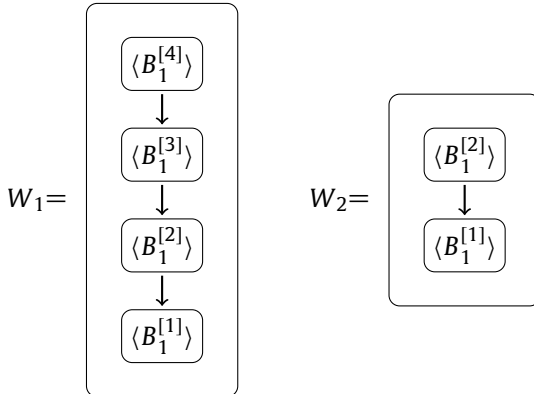 ⟨B₁^[4]⟩
⟨B₁^[3]⟩ ⟨B₁^[2]⟩
W₁= W₂=
⟨B₁^[2]⟩ ⟨B₁^[1]⟩
⟨B₁^[1]⟩